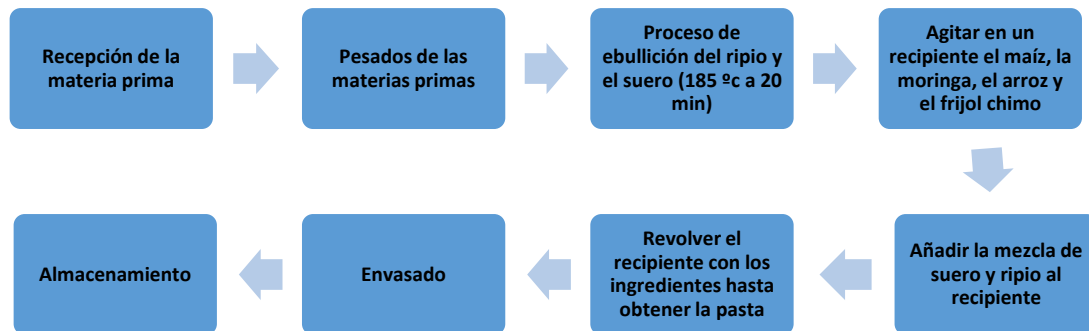 Recepción de la
materia prima
Pesados de las
materias primas
Proceso de
ebullición del ripio y
el suero (185 ºc a 20
min)
Agitar en un
recipiente el maíz, la
moringa, el arroz y
el frijol chimo
Añadir la mezcla de
suero y ripio al
recipiente
Revolver el
recipiente con los
ingredientes hasta
obtener la pasta
Envasado
Almacenamiento